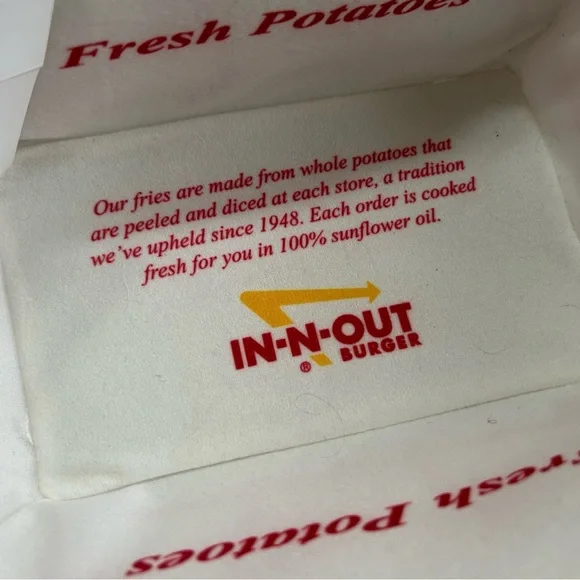 Fresh Potatoes
Our fries are made from whole potatoes that
are peeled and diced at each store, a tradition
we've upheld since 1948. Each order is cooked
fresh for you in 100% sunflower oil.
IN-N-OUT
BURGER
®
Fresh Potatoes